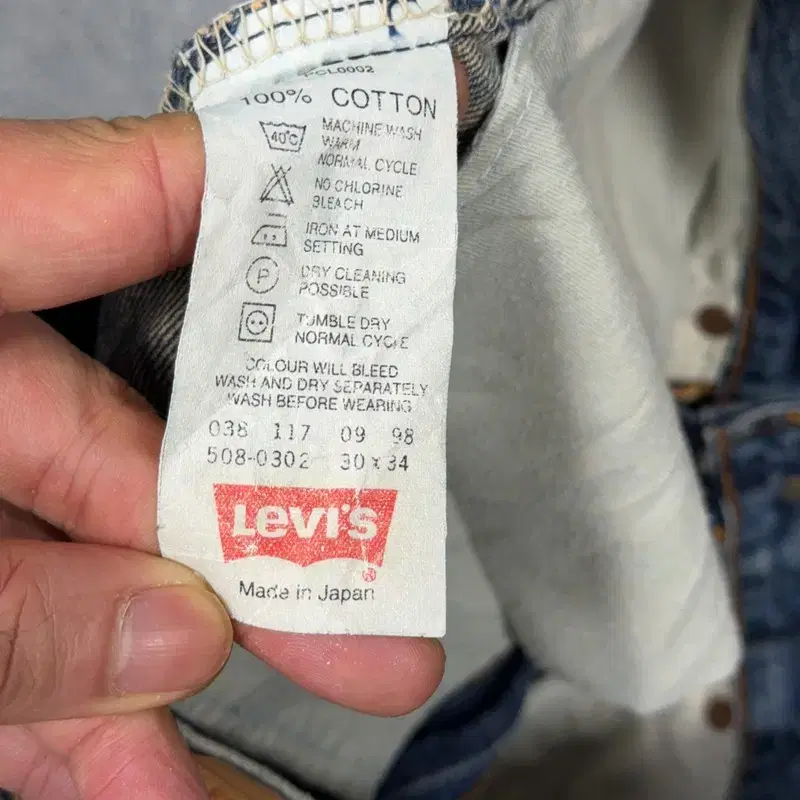 PCL0002
100% COTTON
40°C
MACHINE WASH
WARM
NORMAL CYCLE
NO CHLORINE
BLEACH
IRON AT MEDIUM
SETTING
P
DRY CLEANING
POSSIBLE
TUMBLE DRY
NORMAL CYCLE
COLOUR WILL BLEED
WASH AND DRY SEPARATELY
WASH BEFORE WEARING
038 117 09 98
508-0302 30 x 34
Levi's
®
Made in Japan